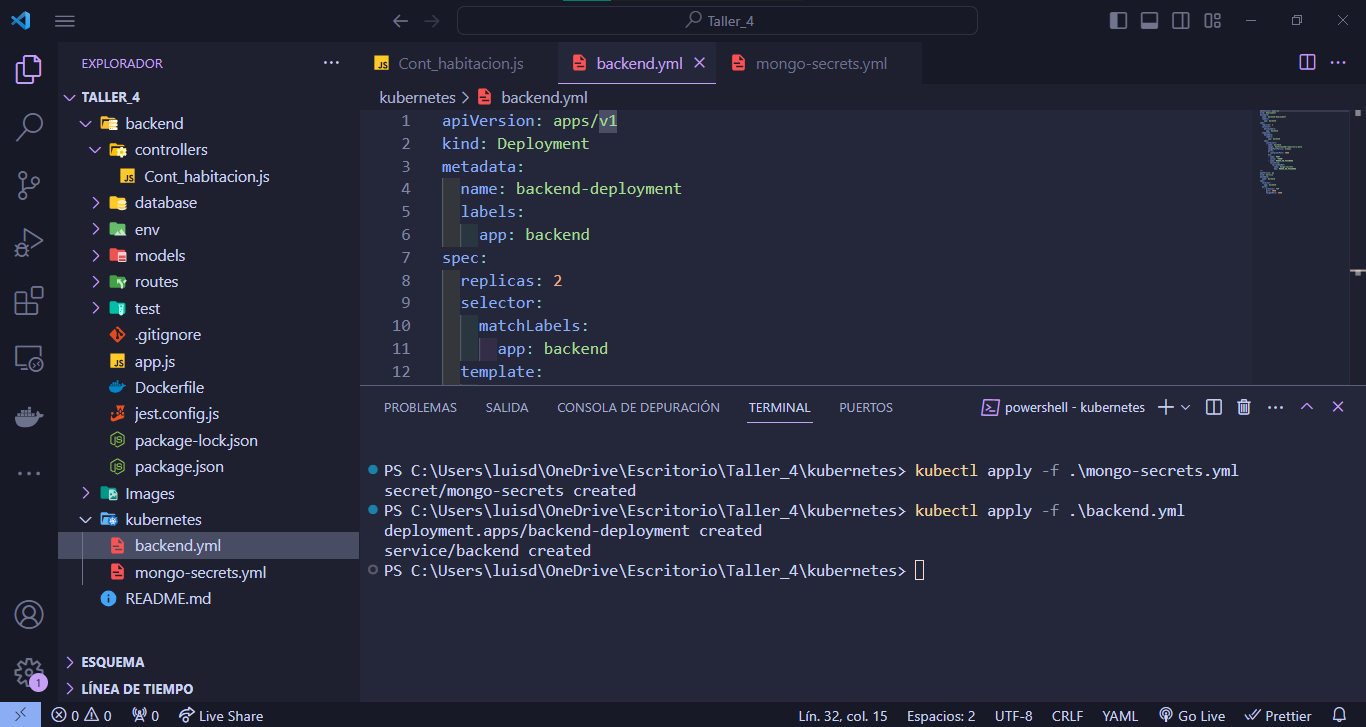 Taller_4
EXPLORADOR
TALLER_4
backend
controllers
Cont_habitacion.js
database
env
models
routes
test
.gitignore
app.js
Dockerfile
jest.config.js
package-lock.json
package.json
Images
kubernetes
backend.yml
mongo-secrets.yml
README.md
ESQUEMA
LÍNEA DE TIEMPO
1
Cont_habitacion.js backend.yml mongo-secrets.yml
kubernetes > backend.yml
1 apiVersion: apps/v1
2 kind: Deployment
3 metadata:
4 name: backend-deployment
5 labels:
6 app: backend
7 spec:
8 replicas: 2
9 selector:
10 matchLabels:
11 app: backend
12 template:
PROBLEMAS SALIDA CONSOLA DE DEPURACIÓN TERMINAL PUERTOS powershell - kubernetes
PS C:\Users\luisd\OneDrive\Escritorio\Taller_4\kubernetes> kubectl apply -f .\mongo-secrets.yml
secret/mongo-secrets created
PS C:\Users\luisd\OneDrive\Escritorio\Taller_4\kubernetes> kubectl apply -f .\backend.yml
deployment.apps/backend-deployment created
service/backend created
PS C:\Users\luisd\OneDrive\Escritorio\Taller_4\kubernetes>
0 0 0 Live Share Lín. 32, col. 15 Espacios: 2 UTF-8 CRLF YAML Go Live Prettier